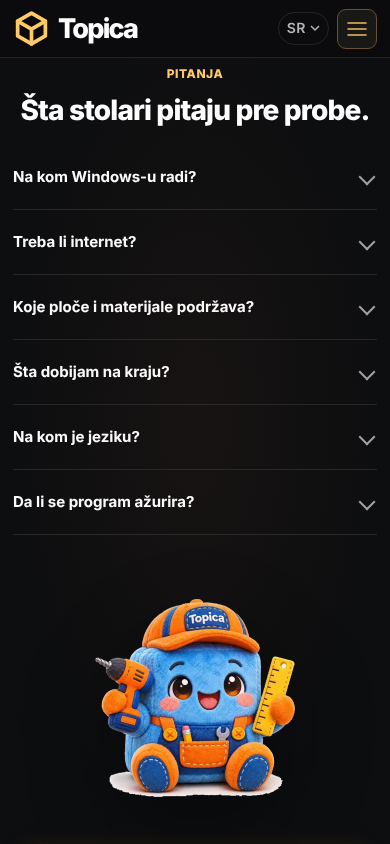 Topica
SR
PITANJA
Šta stolari pitaju pre probe.
Na kom Windows-u radi?
Treba li internet?
Koje ploče i materijale podržava?
Šta dobijam na kraju?
Na kom je jeziku?
Da li se program ažurira?
Topica